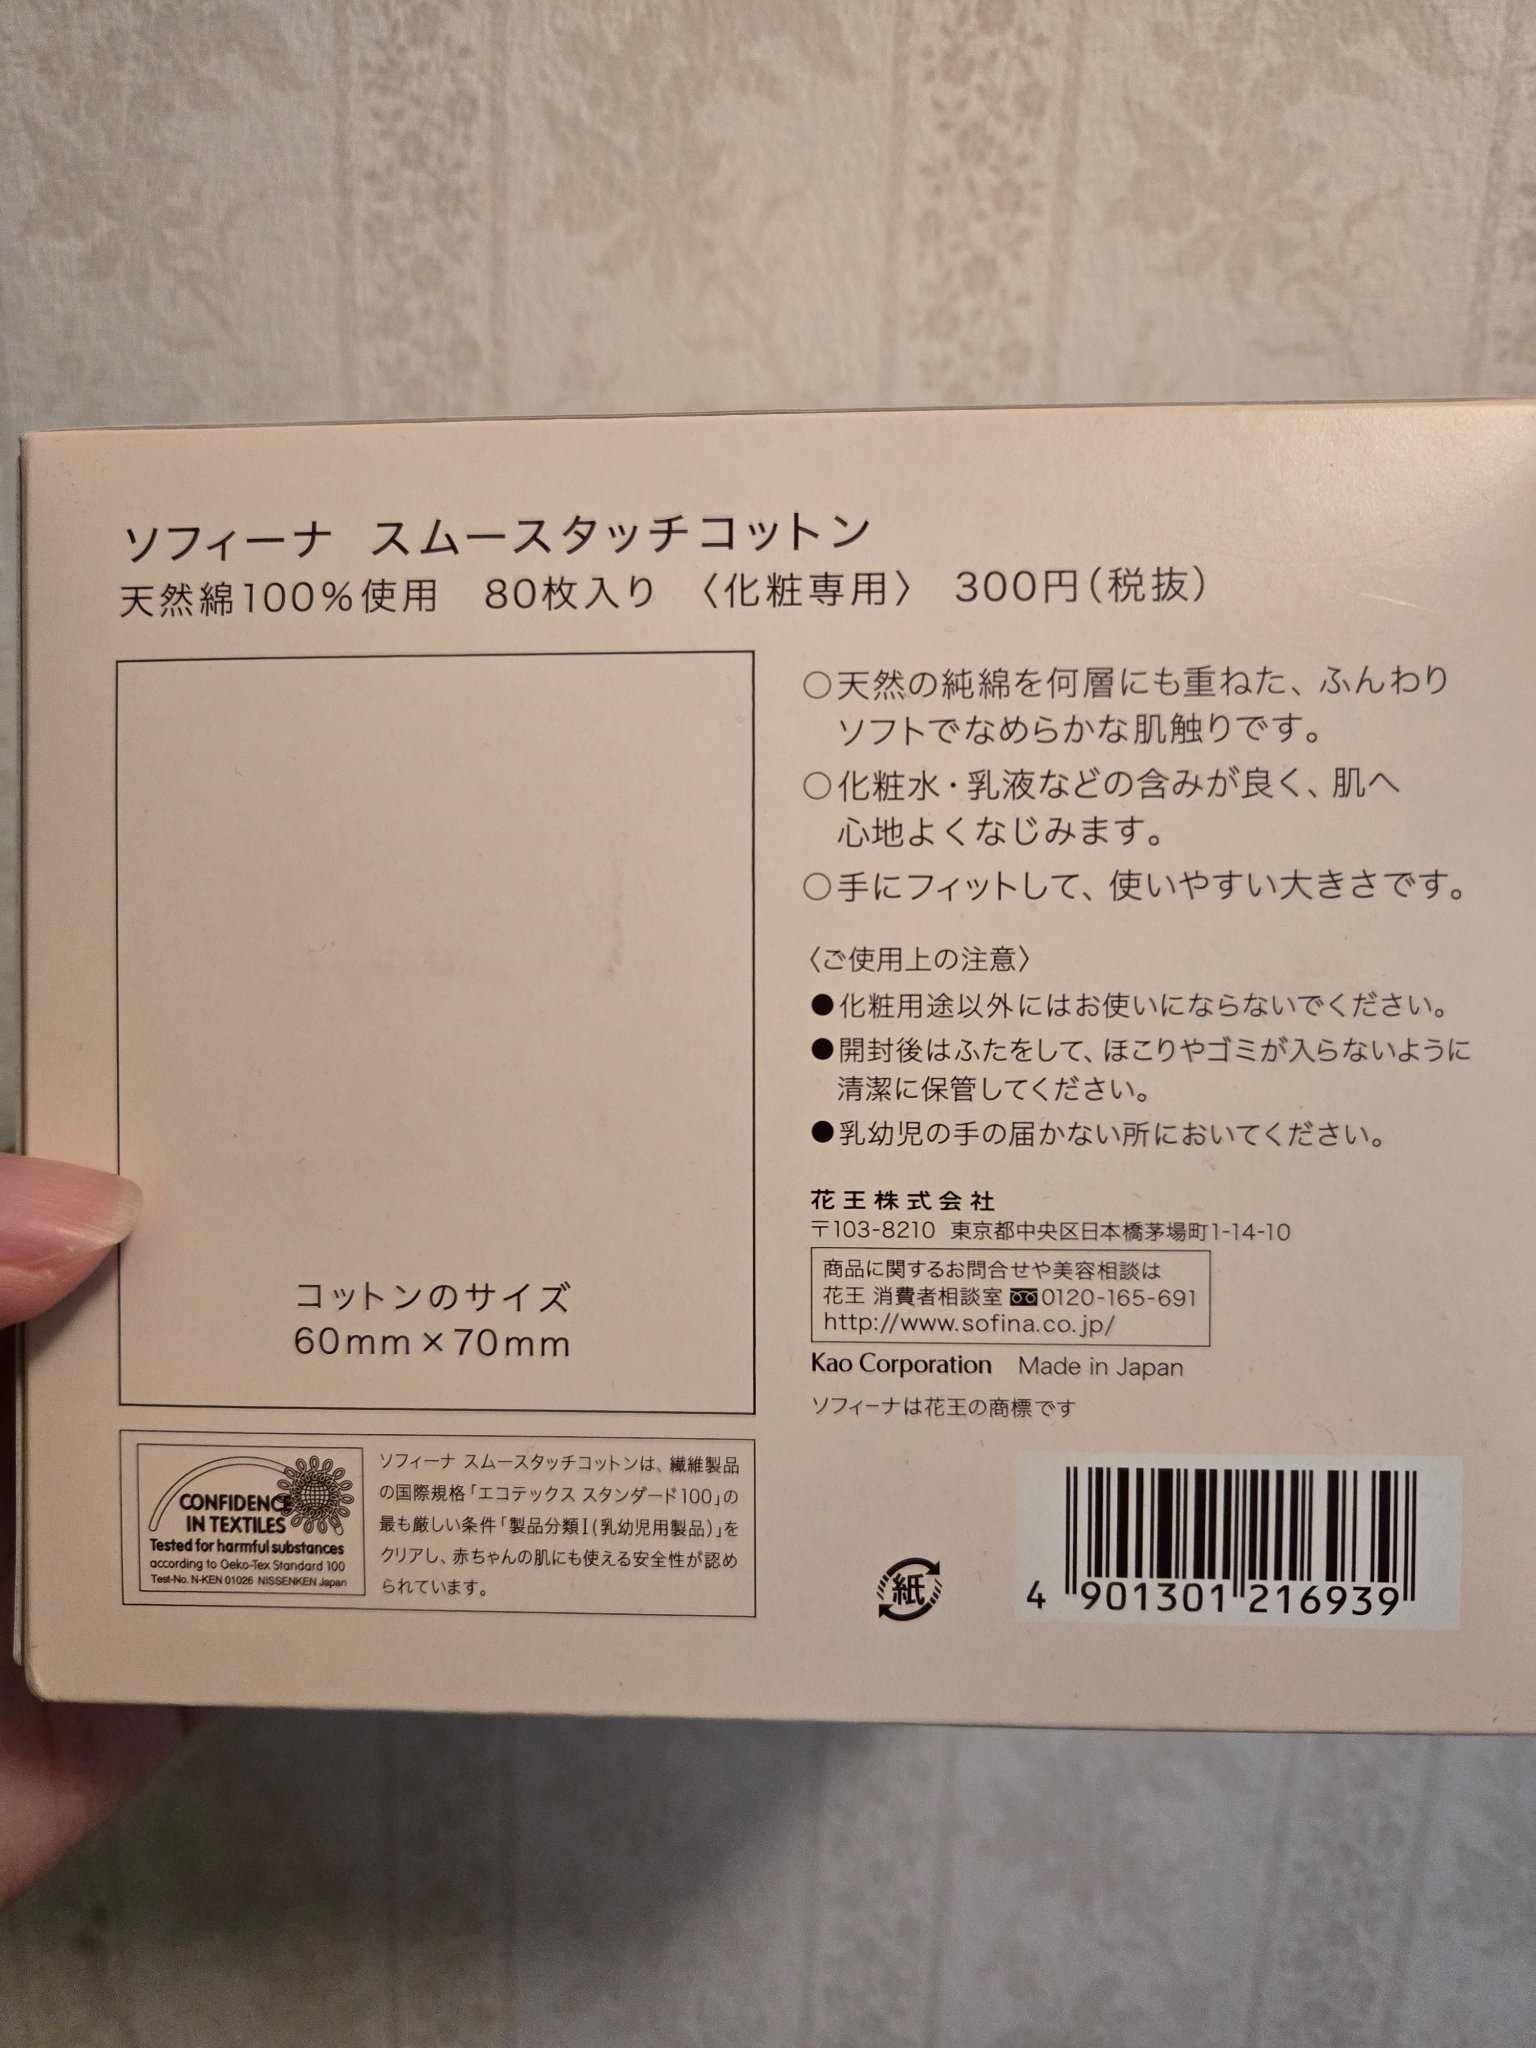 ソフィーナ スムースタッチコットン
天然綿100%使用 80枚入り 〈化粧専用〉 300円(税抜)
○天然の純綿を何層にも重ねた、ふんわり
ソフトでなめらかな肌触りです。
○化粧水・乳液などの含みが良く、肌へ
心地よくなじみます。
○手にフィットして、使いやすい大きさです。
〈ご使用上の注意〉
●化粧用途以外にはお使いにならないでください。
●開封後はふたをして、ほこりやゴミが入らないように
清潔に保管してください。
●乳幼児の手の届かない所においてください。
花王株式会社
〒103-8210 東京都中央区日本橋茅場町1-14-10
商品に関するお問合せや美容相談は
花王 消費者相談室 0120-165-691
http://www.sofina.co.jp/
Kao Corporation Made in Japan
ソフィーナは花王の商標です
コットンのサイズ
60mm×70mm
CONFIDENCE
IN TEXTILES
Tested for harmful substances
according to Oeko-Tex Standard 100
Test-No. N-KEN 01026 NISSENKEN Japan
ソフィーナ スムースタッチコットンは、繊維製品
の国際規格「エコテックス スタンダード100」の
最も厳しい条件「製品分類I(乳幼児用製品)」を
クリアし、赤ちゃんの肌にも使える安全性が認め
られています。
紙
4 901301 216939